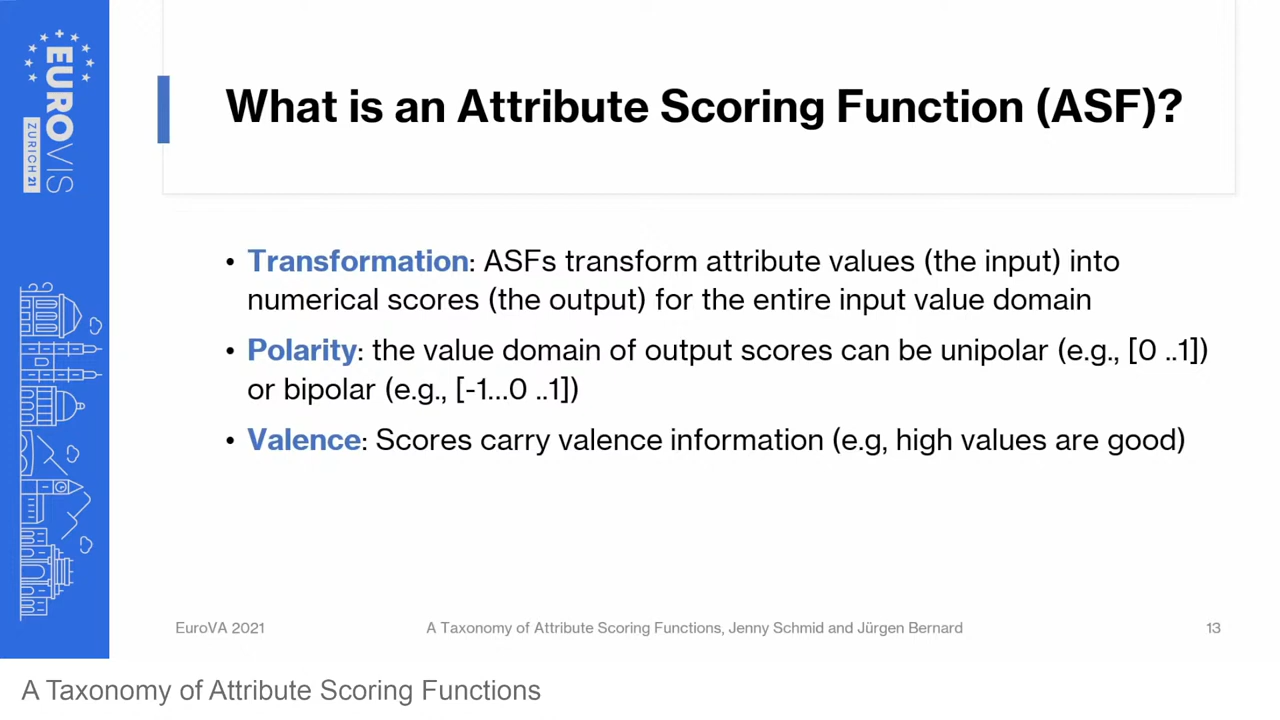 EUROVIS
ZURICH 21
What is an Attribute Scoring Function (ASF)?
• Transformation: ASFs transform attribute values (the input) into
numerical scores (the output) for the entire input value domain
• Polarity: the value domain of output scores can be unipolar (e.g., [0 ..1])
or bipolar (e.g., [-1...0 ..1])
• Valence: Scores carry valence information (e.g, high values are good)
EuroVA 2021
A Taxonomy of Attribute Scoring Functions, Jenny Schmid and Jürgen Bernard
13
A Taxonomy of Attribute Scoring Functions